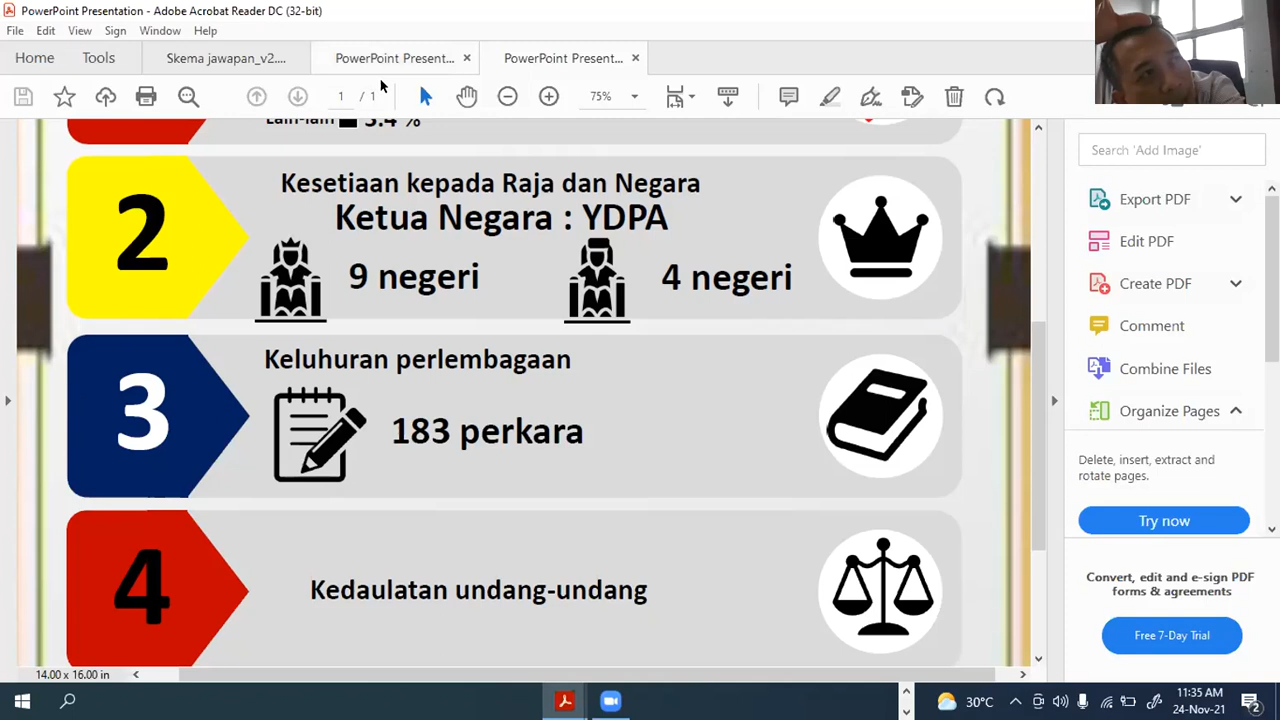 PowerPoint Presentation - Adobe Acrobat Reader DC (32-bit)
File Edit View Sign Window Help
Home Tools Skema jawapan_v2.... PowerPoint Present... × PowerPoint Present... ×
1 / 1 75%
Lain-lain 3.4 %
2
Kesetiaan kepada Raja dan Negara
Ketua Negara : YDPA
9 negeri 4 negeri
3
Keluhuran perlembagaan
183 perkara
4
Kedaulatan undang-undang
14.00 x 16.00 in
Search 'Add Image'
Export PDF
Edit PDF
Create PDF
Comment
Combine Files
Organize Pages
Delete, insert, extract and
rotate pages.
Try now
Convert, edit and e-sign PDF
forms & agreements
Free 7-Day Trial
30°C
11:35 AM
24-Nov-21
2